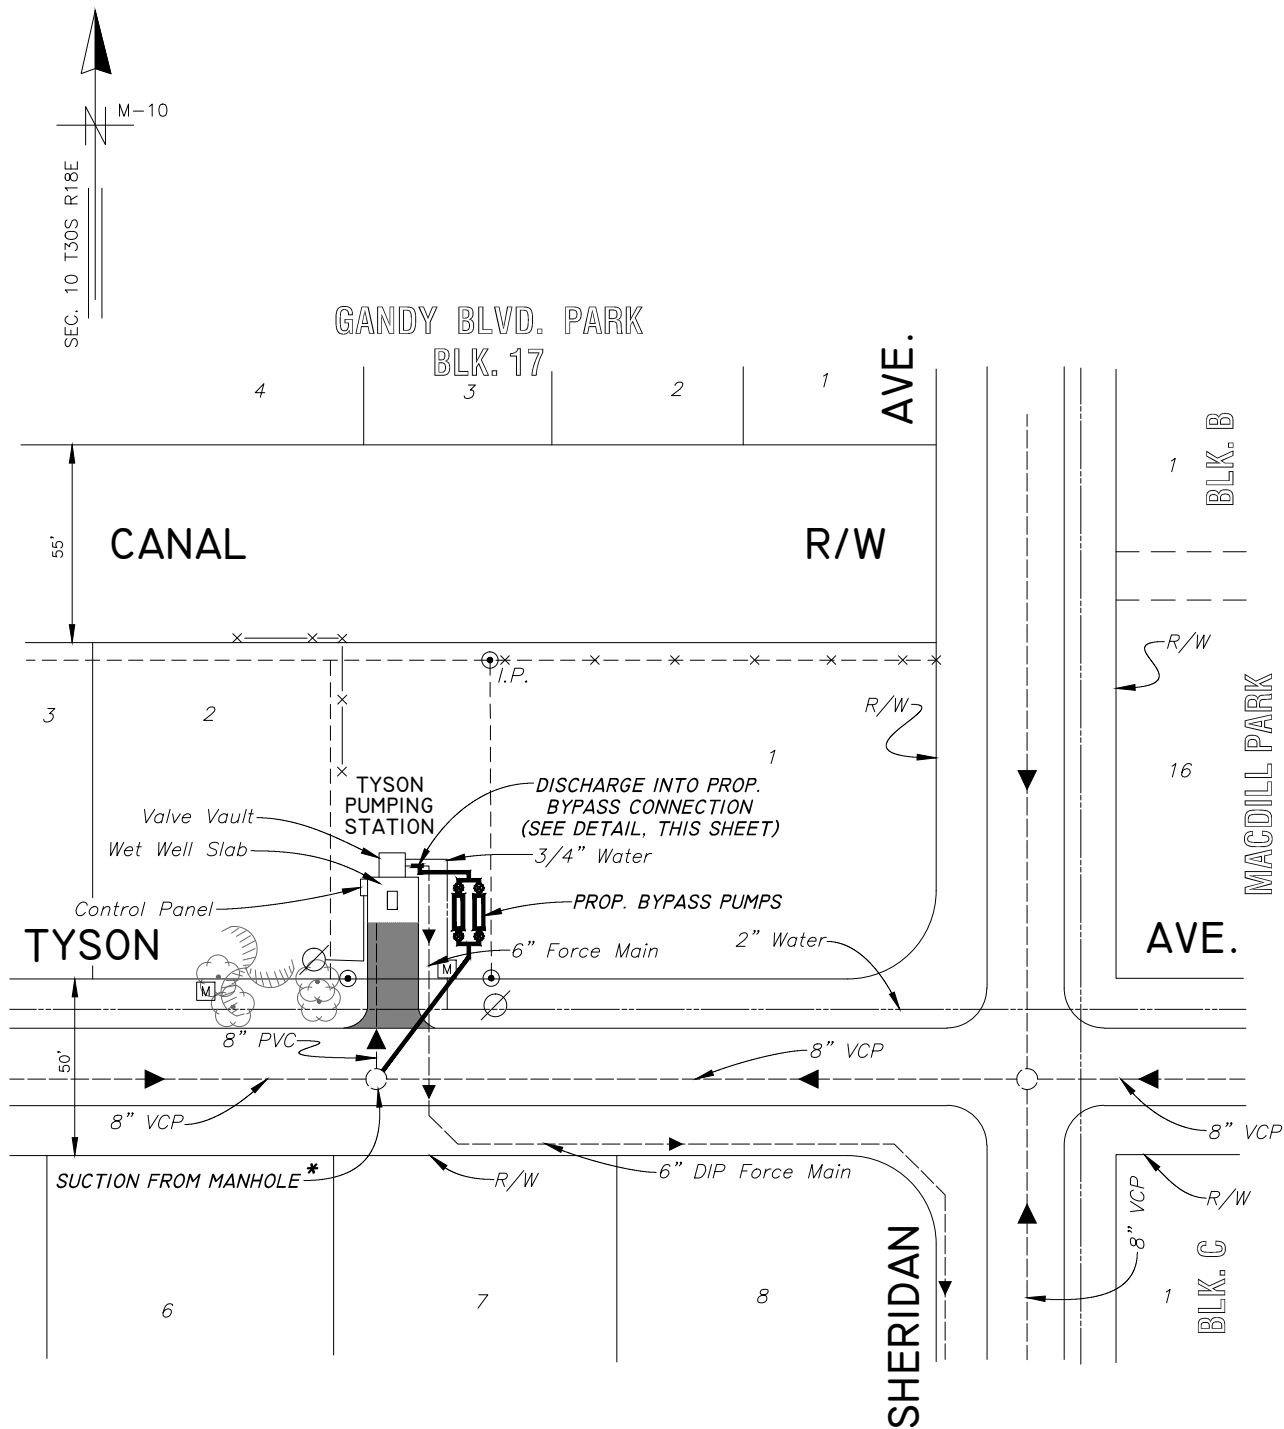 M-10
SEC. 10 T30S R18E
GANDY BLVD. PARK
BLK. 17
AVE.
4
3
2
1
1
BLK. B
55'
CANAL
R/W
R/W
I.P.
3
2
R/W
1
16
MACDILL PARK
TYSON
PUMPING
STATION
DISCHARGE INTO PROP.
BYPASS CONNECTION
(SEE DETAIL, THIS SHEET)
Valve Vault
Wet Well Slab
3/4" Water
Control Panel
PROP. BYPASS PUMPS
TYSON
6" Force Main
2" Water
AVE.
M
M
8" PVC
50'
8" VCP
8" VCP
8" VCP
SUCTION FROM MANHOLE*
R/W
6" DIP Force Main
8" VCP
R/W
SHERIDAN
BLK. C
6
7
8
1